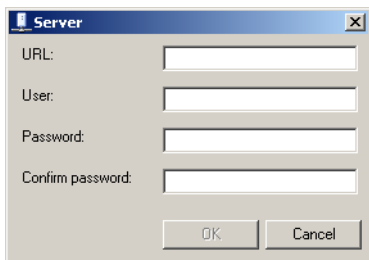 Server
URL:
User:
Password:
Confirm password:
OK Cancel